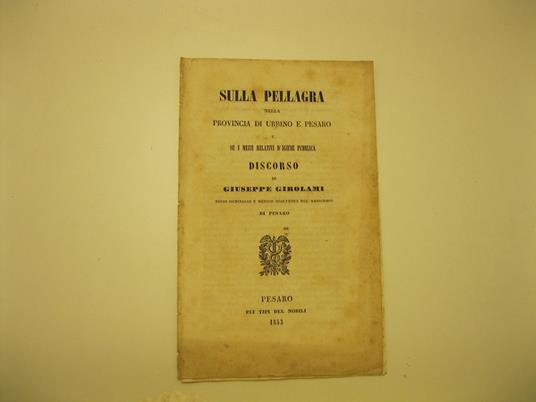 SULLA PELLAGRA
NELLA
PROVINCIA DI URBINO E PESARO
E
SU I MEZZI RELATIVI D'IGIENE PUBBLICA
DISCORSO
DI
GIUSEPPE GIROLAMI
DI PESARO
PESARO
PEI TIPI DEL NOBILI
1853